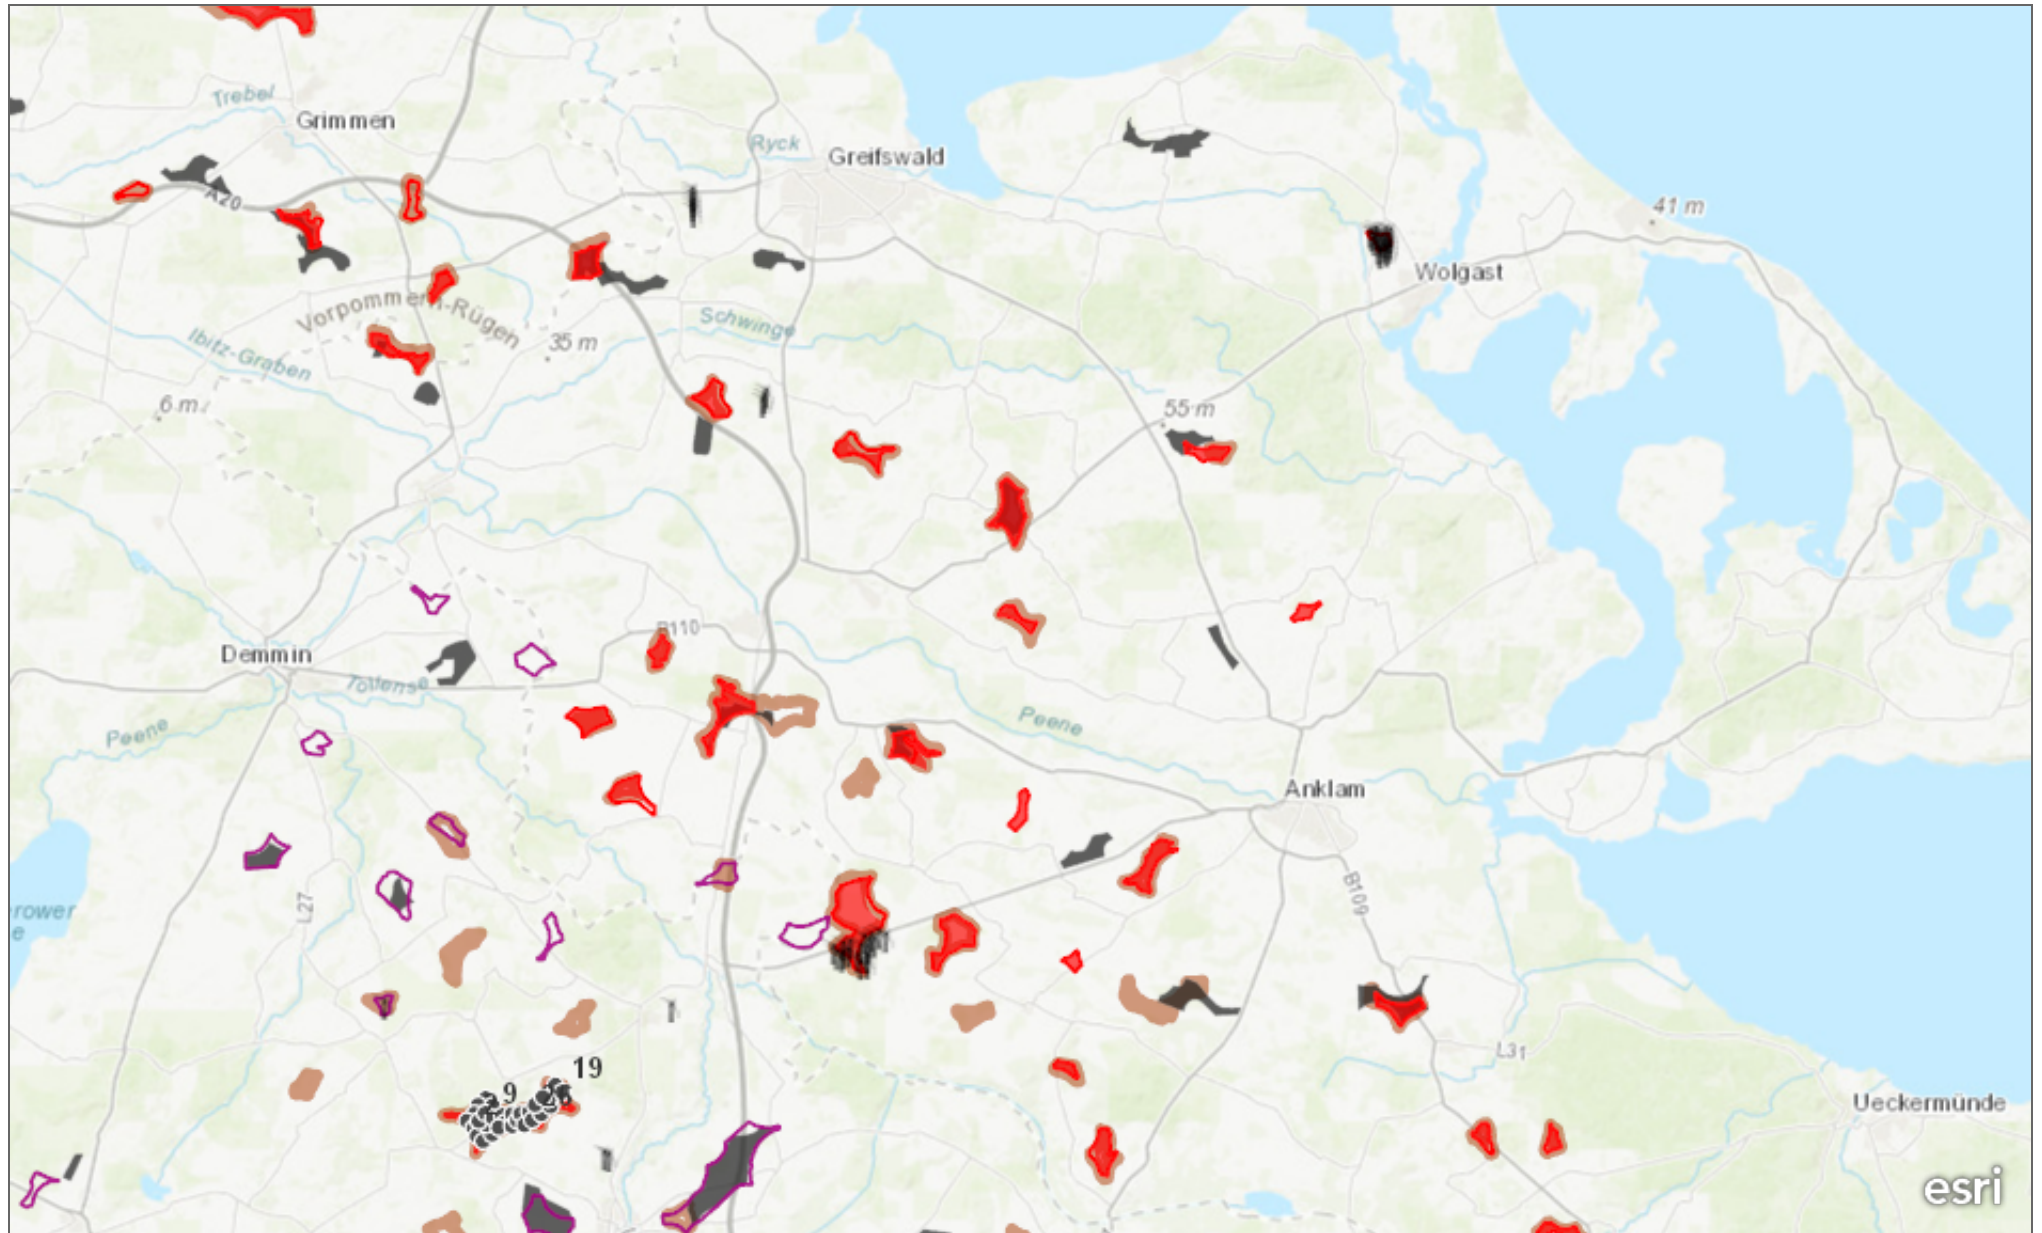 Trebel
Grimmen
Ryck
Greifswald
A20
41 m
Wolgast
Vorpommern-Rügen
Schwinge
35 m
Ibitz-Graben
6 m
55 m
B110
Demmin
Tollense
Peene
Peene
Anklam
L27
B109
rower
e
L31
19
9
Ueckermünde
esri